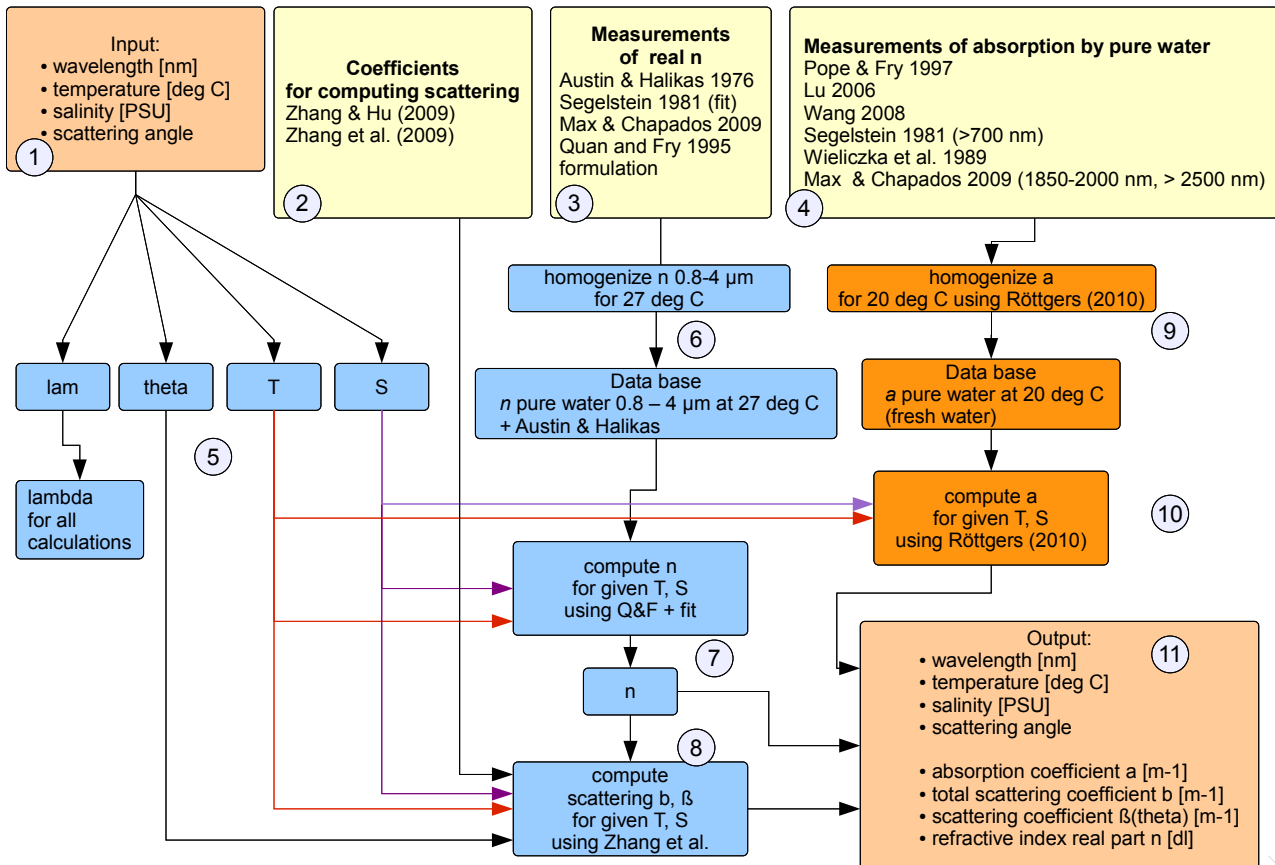 Input:
• wavelength [nm]
• temperature [deg C]
• salinity [PSU]
• scattering angle
1
Coefficients
for computing scattering
Zhang & Hu (2009)
Zhang et al. (2009)
2
Measurements
of real n
Austin & Halikas 1976
Segelstein 1981 (fit)
Max & Chapados 2009
Quan and Fry 1995
formulation
3
Measurements of absorption by pure water
Pope & Fry 1997
Lu 2006
Wang 2008
Segelstein 1981 (>700 nm)
Wieliczka et al. 1989
Max & Chapados 2009 (1850-2000 nm, > 2500 nm)
4
homogenize n 0.8-4 µm
for 27 deg C
homogenize a
for 20 deg C using Röttgers (2010)
6
9
lam
theta
T
S
Data base
n pure water 0.8 – 4 µm at 27 deg C
+ Austin & Halikas
Data base
a pure water at 20 deg C
(fresh water)
5
lambda
for all
calculations
compute a
for given T, S
using Röttgers (2010)
10
compute n
for given T, S
using Q&F + fit
7
n
8
compute
scattering b, ß
for given T, S
using Zhang et al.
Output:
11
• wavelength [nm]
• temperature [deg C]
• salinity [PSU]
• scattering angle
• absorption coefficient a [m-1]
• total scattering coefficient b [m-1]
• scattering coefficient ß(theta) [m-1]
• refractive index real part n [dl]